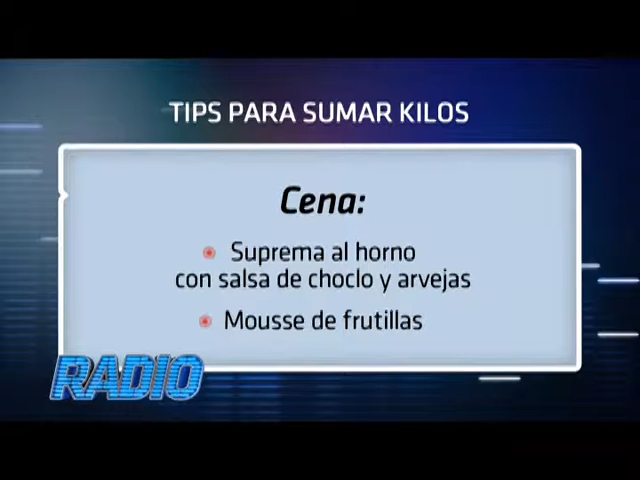 TIPS PARA SUMAR KILOS
Cena:
Suprema al horno
con salsa de choclo y arvejas
Mousse de frutillas
RADIO